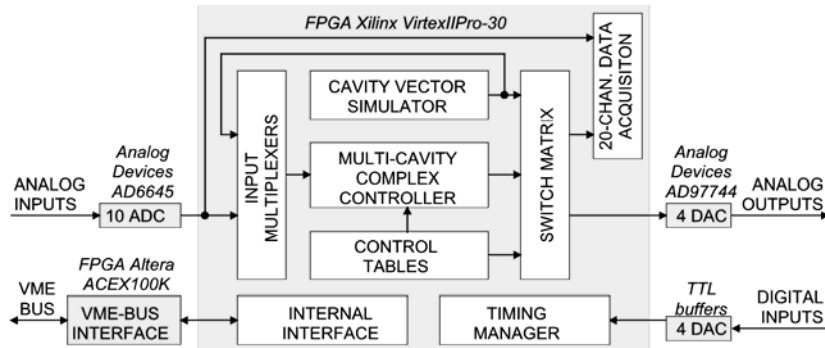 FPGA Xilinx VirtexIIPro-30
20-CHAN. DATA
ACQUISITON
CAVITY VECTOR
SIMULATOR
INPUT
MULTIPLEXERS
MULTI-CAVITY
COMPLEX
CONTROLLER
SWITCH MATRIX
CONTROL
TABLES
Analog
Devices
AD6645
ANALOG
INPUTS
10 ADC
Analog
Devices
AD97744
ANALOG
OUTPUTS
4 DAC
FPGA Altera
ACEX100K
VME
BUS
VME-BUS
INTERFACE
INTERNAL
INTERFACE
TIMING
MANAGER
TTL
buffers
4 DAC
DIGITAL
INPUTS